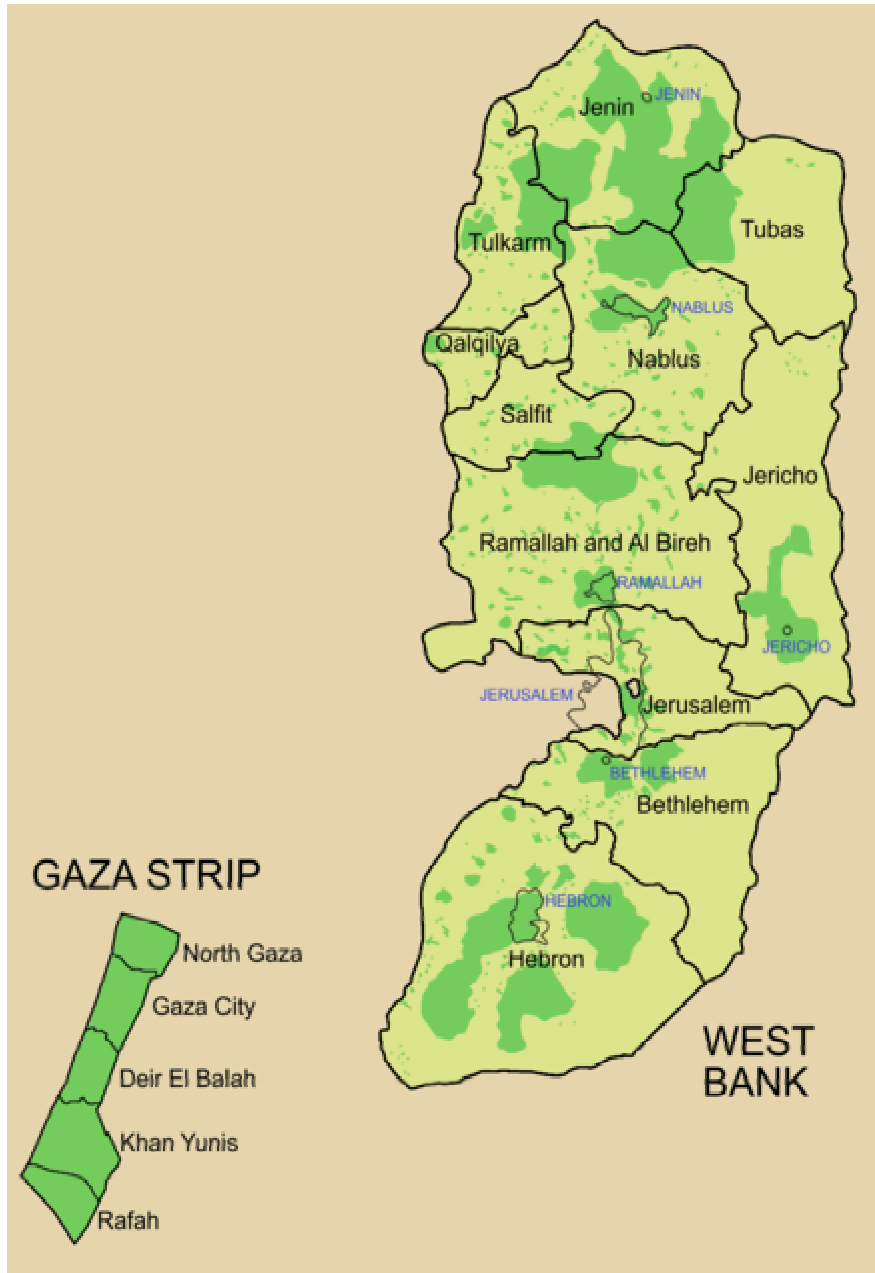 JENIN
Jenin
Tubas
Tulkarm
NABLUS
Qalqilya
Nablus
Salfit
Jericho
Ramallah and Al Bireh
RAMALLAH
JERICHO
JERUSALEM
Jerusalem
BETHLEHEM
Bethlehem
HEBRON
Hebron
GAZA STRIP
North Gaza
Gaza City
Deir El Balah
Khan Yunis
Rafah
WEST
BANK